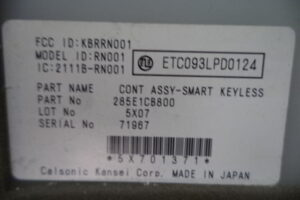 FCC ID:KBRRN001
MODEL ID:RN001
IC:2111B-RN001
ETC093LPD0124
PART NAME CONT ASSY-SMART KEYLESS
PART No 285E1CB800
LOT No 5X07
SERIAL No 71967
*5X701371*
Calsonic Kansei Corp. MADE IN JAPAN